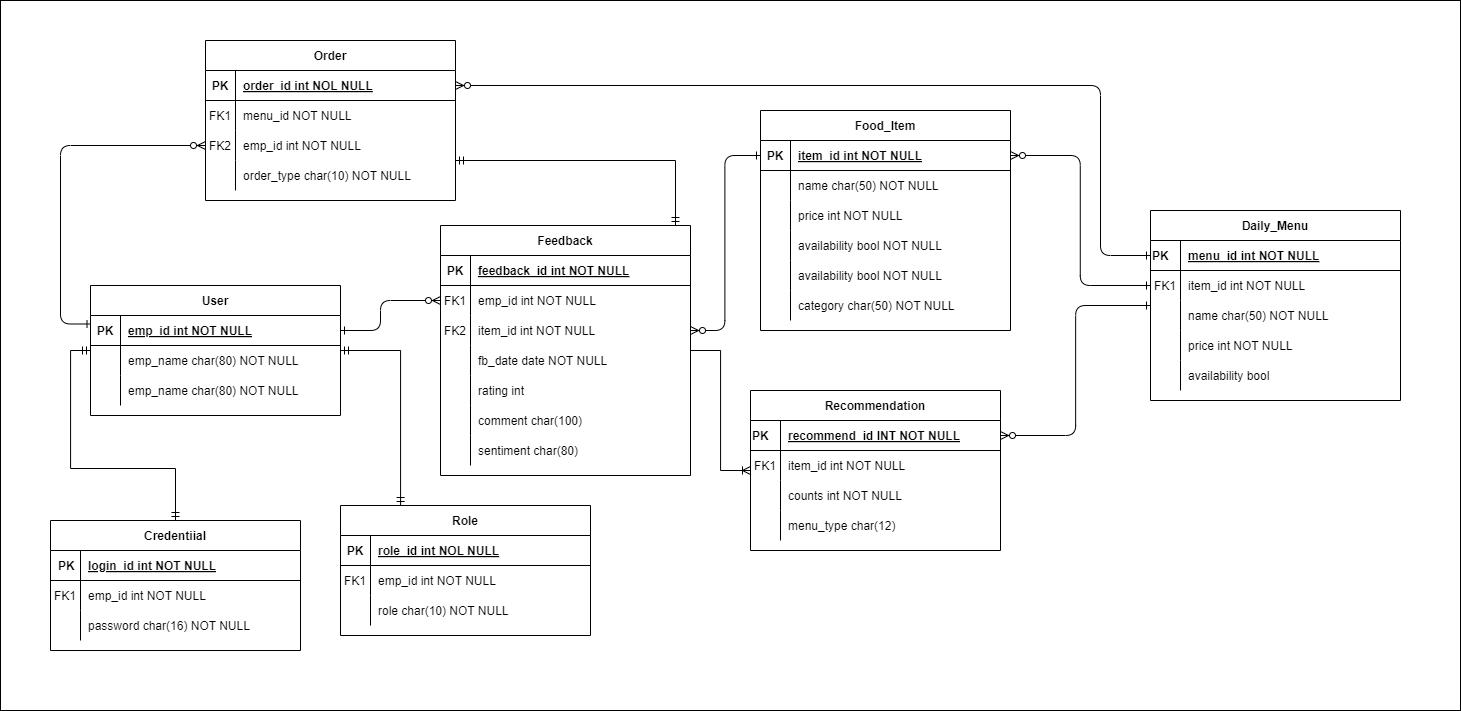 Order
PK order_id int NOL NULL
FK1 menu_id NOT NULL
FK2 emp_id int NOT NULL
order_type char(10) NOT NULL
Food_Item
PK item_id int NOT NULL
name char(50) NOT NULL
price int NOT NULL
availability bool NOT NULL
availability bool NOT NULL
category char(50) NOT NULL
Daily_Menu
PK menu_id int NOT NULL
FK1 item_id int NOT NULL
name char(50) NOT NULL
price int NOT NULL
availability bool
Feedback
PK feedback_id int NOT NULL
FK1 emp_id int NOT NULL
FK2 item_id int NOT NULL
fb_date date NOT NULL
rating int
comment char(100)
sentiment char(80)
User
PK emp_id int NOT NULL
emp_name char(80) NOT NULL
emp_name char(80) NOT NULL
Recommendation
PK recommend_id INT NOT NULL
FK1 item_id int NOT NULL
counts int NOT NULL
menu_type char(12)
Credentiial
PK login_id int NOT NULL
FK1 emp_id int NOT NULL
password char(16) NOT NULL
Role
PK role_id int NOL NULL
FK1 emp_id int NOT NULL
role char(10) NOT NULL